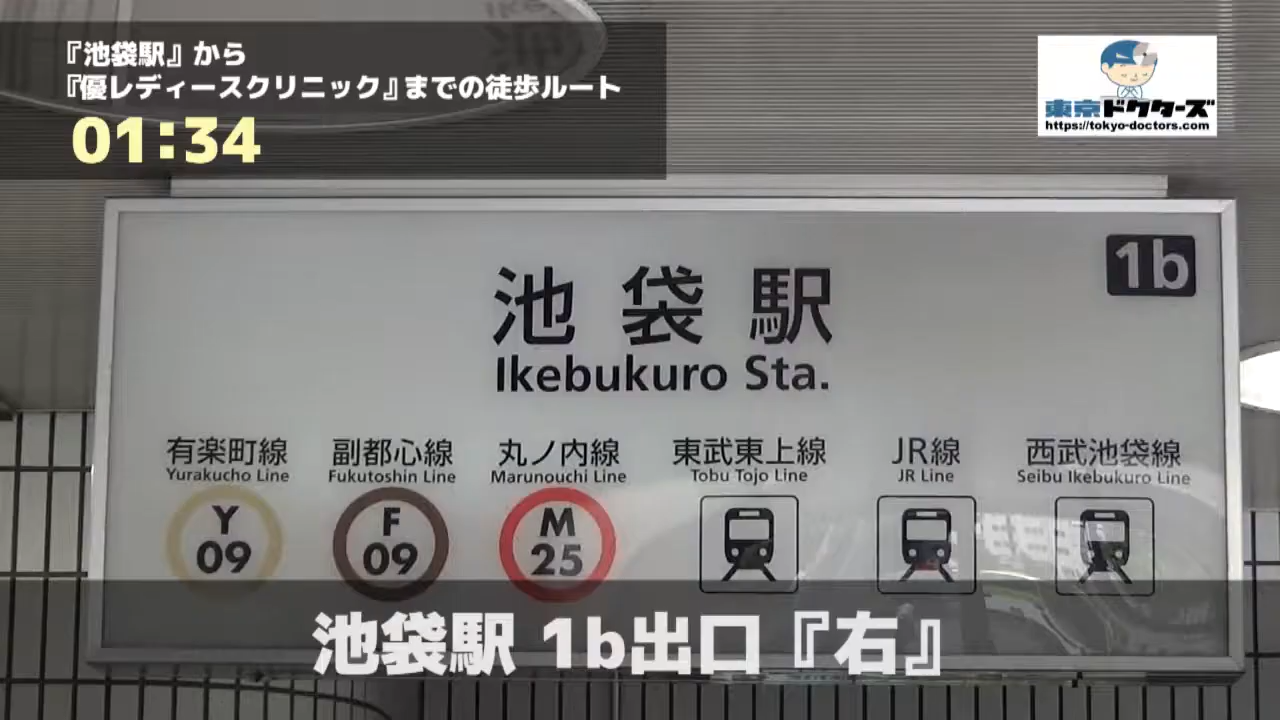 『池袋駅』から
『優レディースクリニック』までの徒歩ルート
01:34
東京ドクターズ
https://tokyo-doctors.com
1b
池袋駅
Ikebukuro Sta.
有楽町線 副都心線 丸ノ内線 東武東上線 JR線 西武池袋線
Yurakucho Line Fukutoshin Line Marunouchi Line Tobu Tojo Line JR Line Seibu Ikebukuro Line
Y F M
09 09 25
池袋駅 1b出口『右』